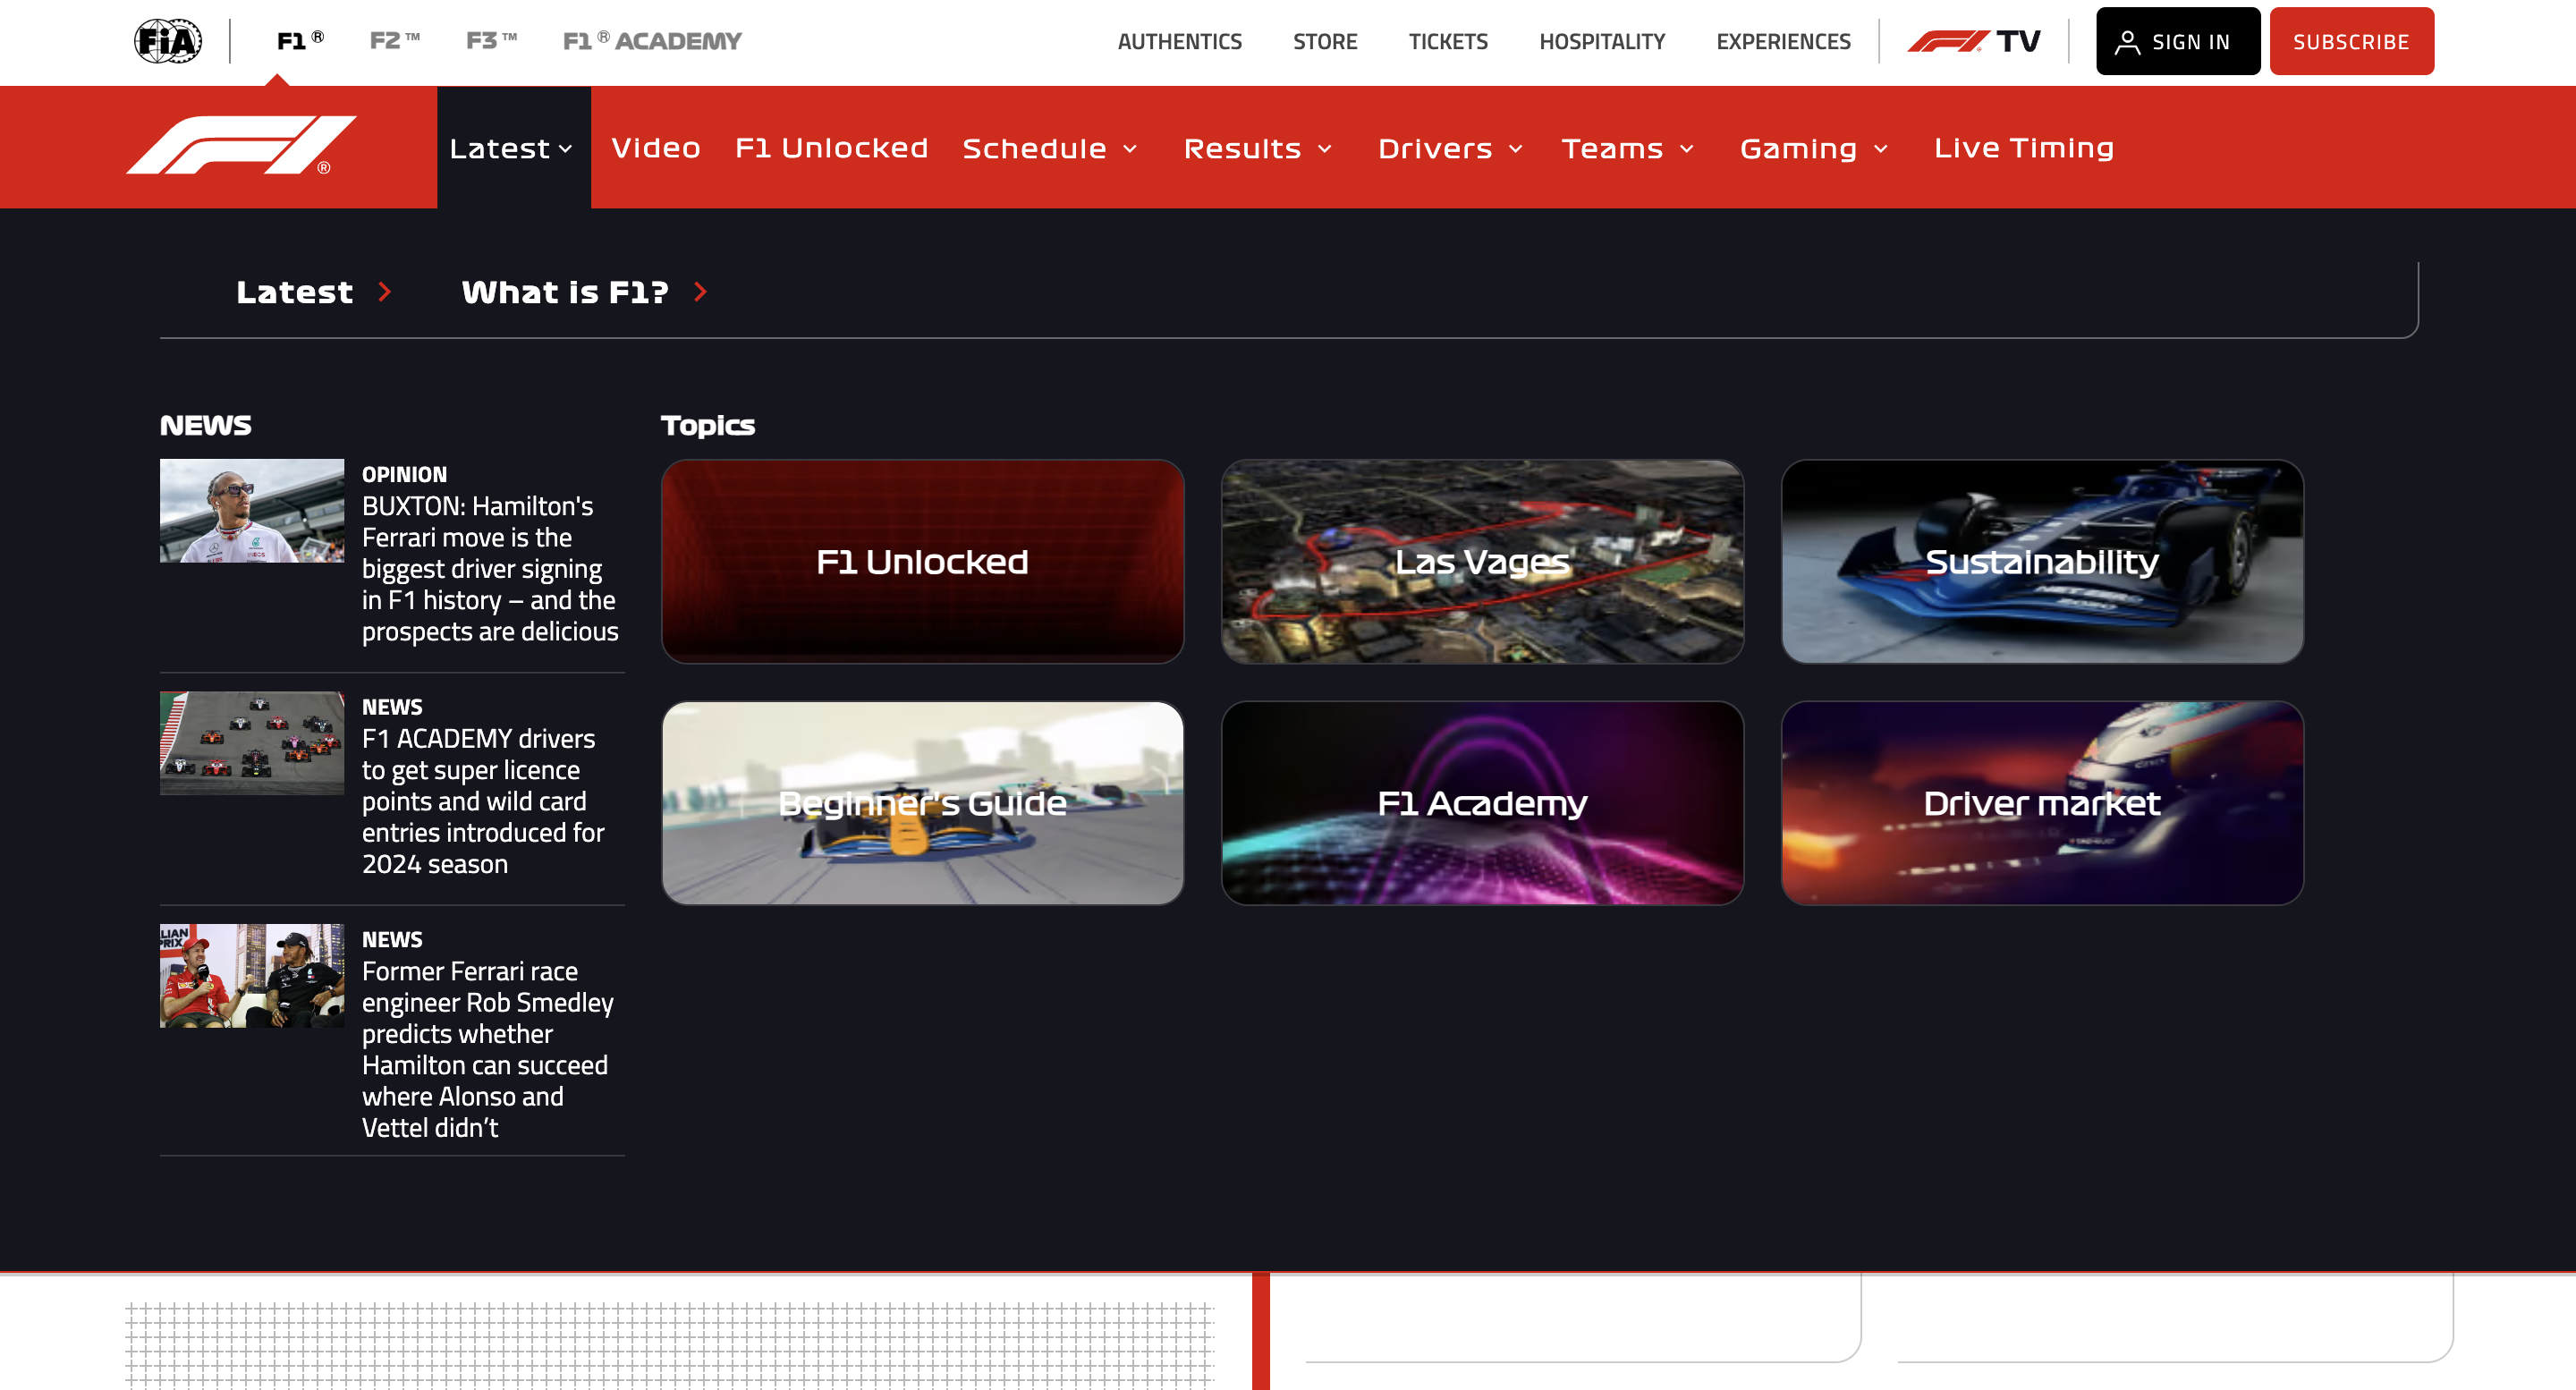 FiA
F1 ®
F2 ™
F3 ™
F1 ® ACADEMY
AUTHENTICS
STORE
TICKETS
HOSPITALITY
EXPERIENCES
F1 TV
SIGN IN
SUBSCRIBE
F1 ®
Latest
Video
F1 Unlocked
Schedule
Results
Drivers
Teams
Gaming
Live Timing
Latest
What is F1?
NEWS
OPINION
BUXTON: Hamilton's
Ferrari move is the
biggest driver signing
in F1 history – and the
prospects are delicious
NEWS
F1 ACADEMY drivers
to get super licence
points and wild card
entries introduced for
2024 season
NEWS
Former Ferrari race
engineer Rob Smedley
predicts whether
Hamilton can succeed
where Alonso and
Vettel didn’t
Topics
F1 Unlocked
Las Vages
Sustainability
Beginner's Guide
F1 Academy
Driver market